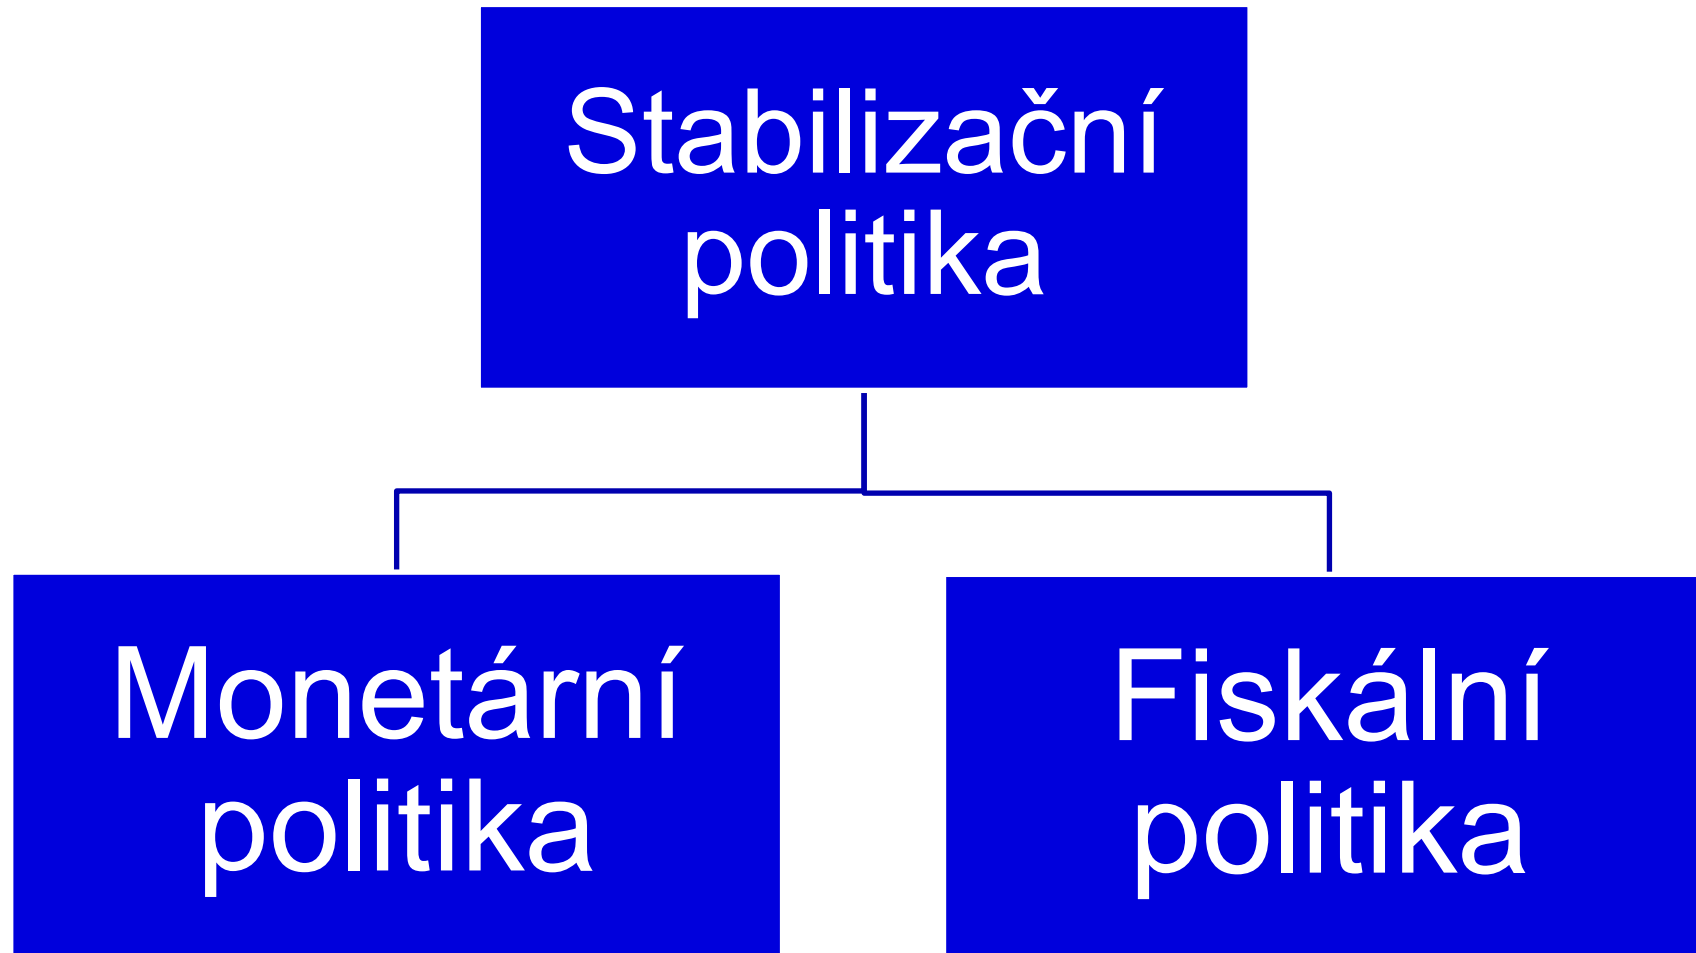 Stabilizační
politika
Monetární
politika
Fiskální
politika